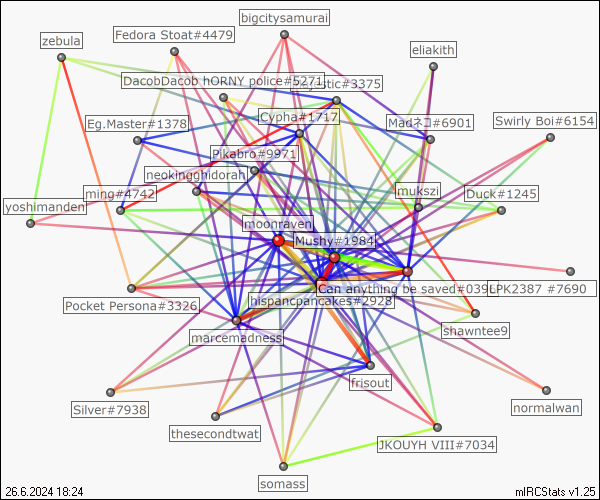 bigcitysamurai
zebula
Fedora Stoat#4479
eliakith
DacobDacob hORNY police#5271
#3375
Eg.Master#1378
Cypha#1717
Madネコ#6901
Swirly Boi#6154
Pikabro#9971
neokingghidorah
ming#4742
mukszi
Duck#1245
yoshimanden
moonraven
Mushy#1984
Can anything be saved#039
LPK2387 #7690
hispancpancakes#2928
Pocket Persona#3326
marcemadness
shawntee9
frisout
Silver#7938
normalwan
thesecondtwat
JKOUYH VIII#7034
somass
26.6.2024 18:24
mIRCStats v1.25